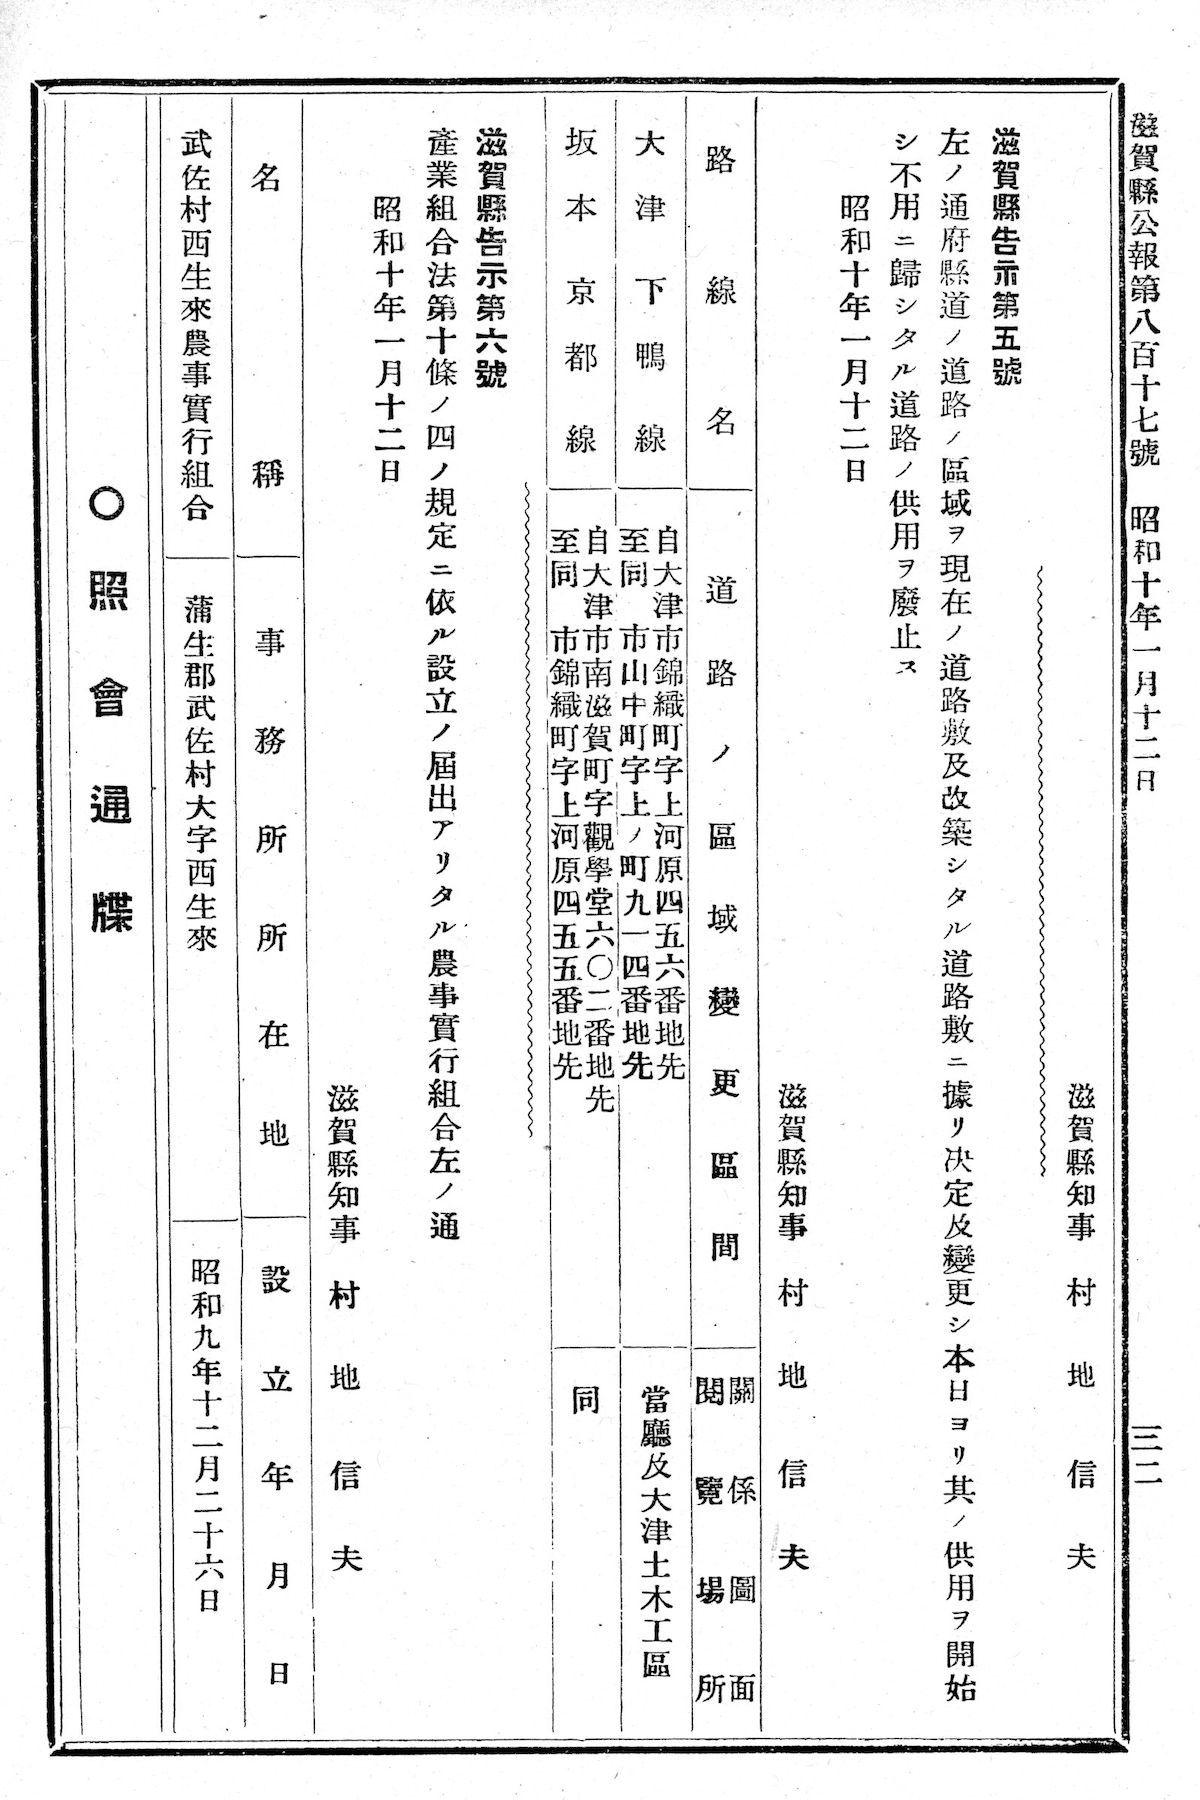 滋賀縣公報第八百十七號　昭和十年一月十二日　三二
滋賀縣知事　村地信夫
滋賀縣告示第五號
左ノ通府縣道ノ道路ノ區域ヲ現在ノ道路敷及改築シタル道路敷ニ據リ決定及變更シ本日ヨリ其ノ供用ヲ開始
シ不用ニ歸シタル道路ノ供用ヲ廢止ス
昭和十年一月十二日
滋賀縣知事　村地信夫
路線名　道路ノ區域變更區間　關係圖面
閱覽場所
大津下鴨線　自大津市錦織町字上河原四五六番地先
至同　市山中町字上ノ町九一四番地先　當廳及大津土木工區
坂本京都線　自大津市南滋賀町字觀學堂六〇二番地先
至同　市錦織町字上河原四五五番地先　同
滋賀縣告示第六號
產業組合法第十條ノ四ノ規定ニ依ル設立ノ屆出アリタル農事實行組合左ノ通
昭和十年一月十二日
滋賀縣知事　村地信夫
名稱　事務所所在地　設立年月日
武佐村西生來農事實行組合　蒲生郡武佐村大字西生來　昭和九年十二月二十六日
〇照會通牒